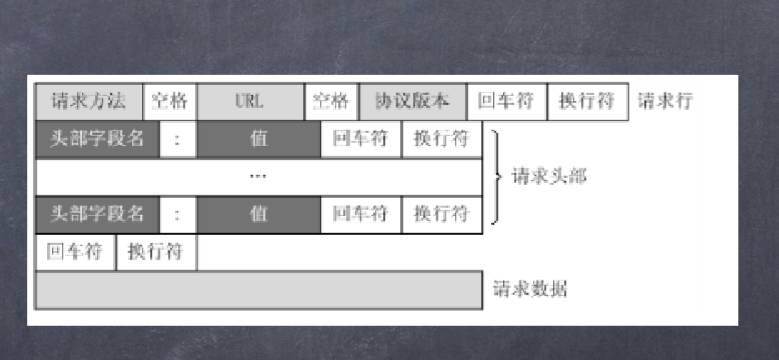 请求方法 空格 URL 空格 协议版本 回车符 换行符 请求行
头部字段名 : 值 回车符 换行符
… 请求头部
头部字段名 : 值 回车符 换行符
回车符 换行符
请求数据